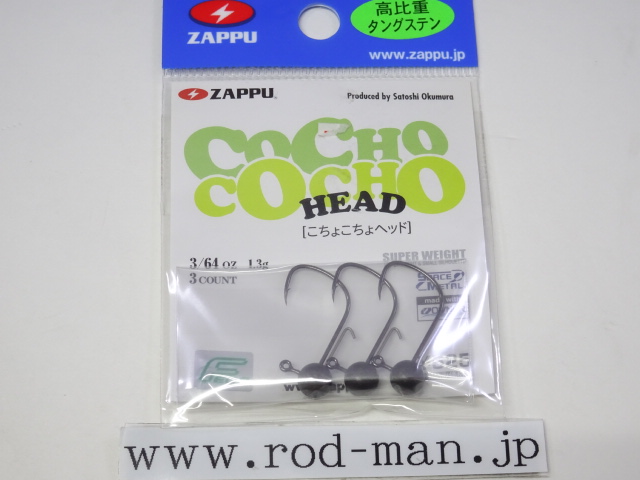 ZAPPU
高比重
タングステン
www.zappu.jp
ZAPPU
Produced by Satoshi Okumura
COCHO
COCHO
HEAD
[こちょこちょヘッド]
3/64 OZ 1.3g
3 COUNT
SUPER WEIGHT
SPACE
METAL
www.rod-man.jp